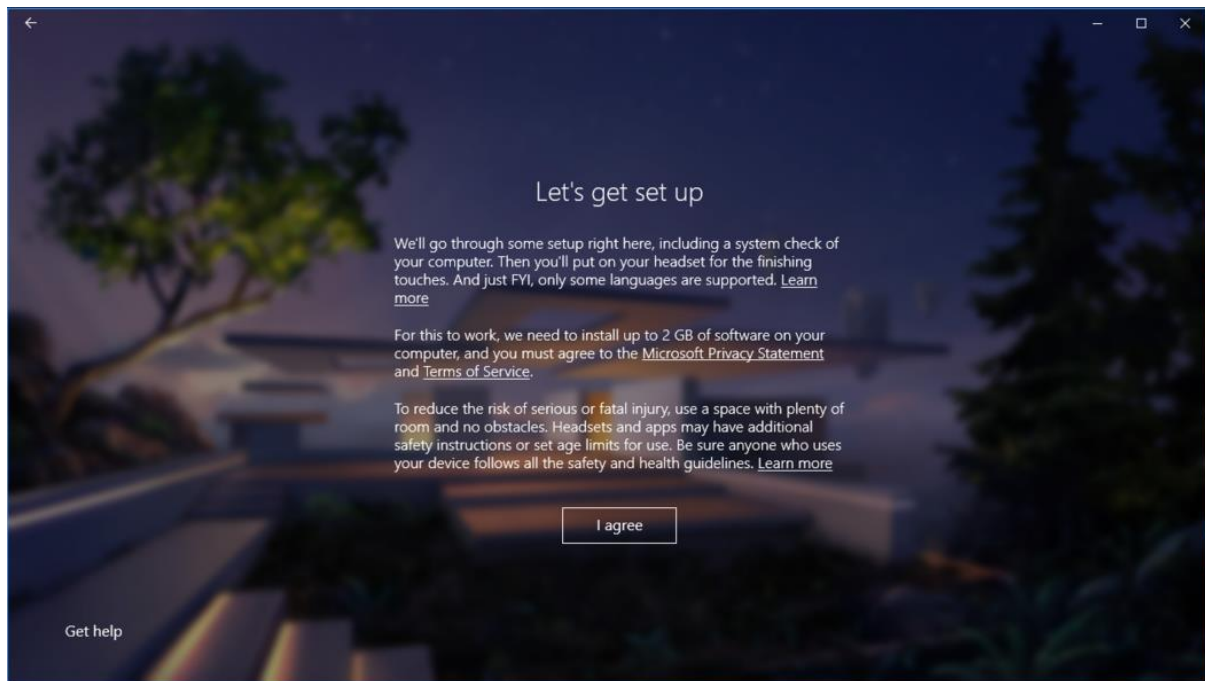 Let's get set up
We'll go through some setup right here, including a system check of
your computer. Then you'll put on your headset for the finishing
touches. And just FYI, only some languages are supported. Learn
more
For this to work, we need to install up to 2 GB of software on your
computer, and you must agree to the Microsoft Privacy Statement
and Terms of Service.
To reduce the risk of serious or fatal injury, use a space with plenty of
room and no obstacles. Headsets and apps may have additional
safety instructions or set age limits for use. Be sure anyone who uses
your device follows all the safety and health guidelines. Learn more
I agree
Get help